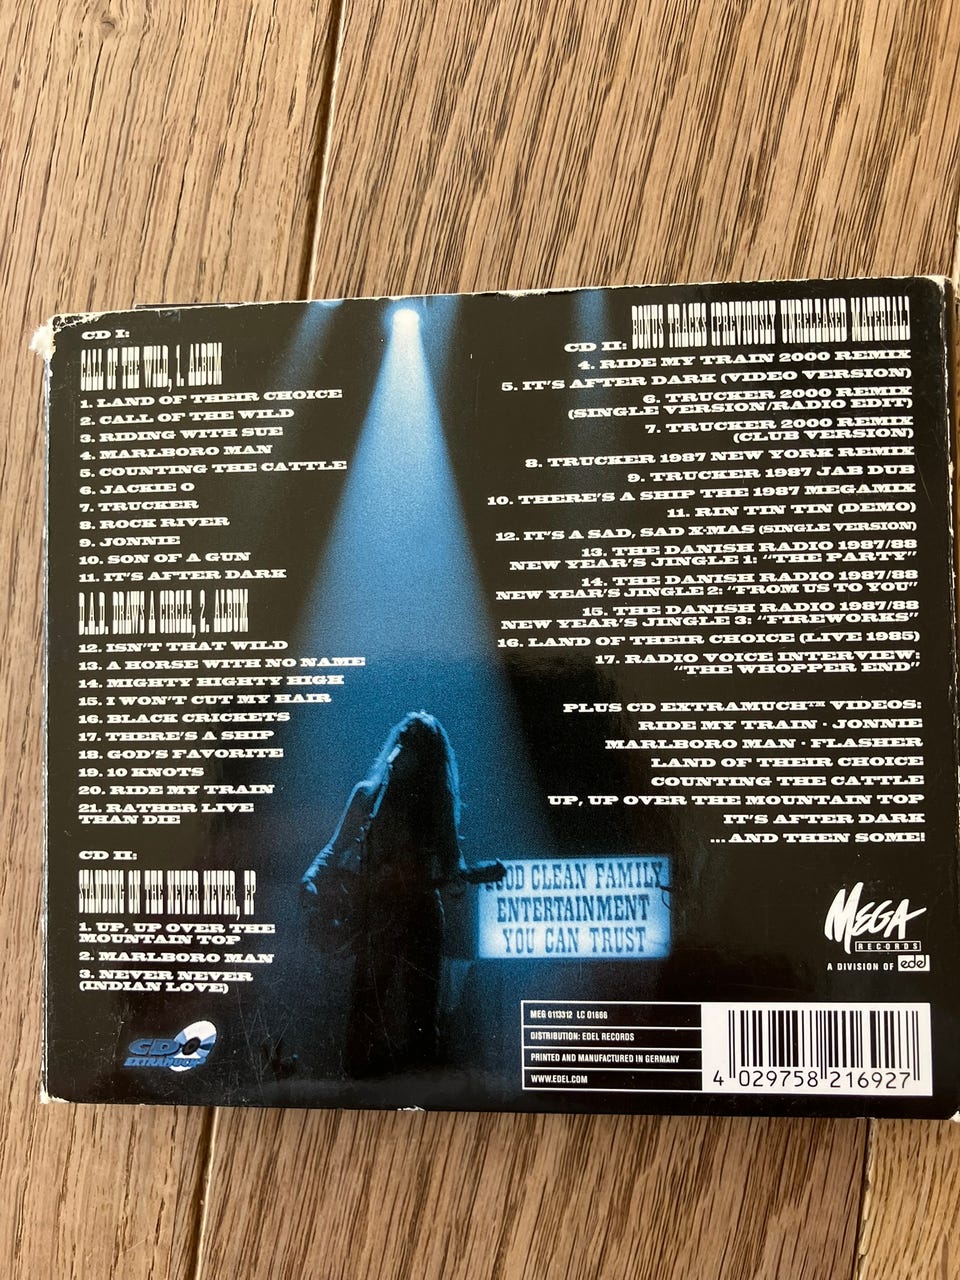 CD I:
CALL OF THE WILD, 1. ALBUM
1. LAND OF THEIR CHOICE
2. CALL OF THE WILD
3. RIDING WITH SUE
4. MARLBORO MAN
5. COUNTING THE CATTLE
6. JACKIE O
7. TRUCKER
8. ROCK RIVER
9. JONNIE
10. SON OF A GUN
11. IT'S AFTER DARK
D.A.D. DRAWS A CIRCLE, 2. ALBUM
12. ISN'T THAT WILD
13. A HORSE WITH NO NAME
14. MIGHTY HIGHTY HIGH
15. I WON'T CUT MY HAIR
16. BLACK CRICKETS
17. THERE'S A SHIP
18. GOD'S FAVORITE
19. 10 KNOTS
20. RIDE MY TRAIN
21. RATHER LIVE
THAN DIE
CD II:
STANDING ON THE NEVER NEVER, EP
1. UP, UP OVER THE
MOUNTAIN TOP
2. MARLBORO MAN
3. NEVER NEVER
(INDIAN LOVE)
CD
EXTRAMUCH
CD II: BONUS TRACKS (PREVIOUSLY UNRELEASED MATERIAL)
4. RIDE MY TRAIN 2000 REMIX
5. IT'S AFTER DARK (VIDEO VERSION)
6. TRUCKER 2000 REMIX
(SINGLE VERSION/RADIO EDIT)
7. TRUCKER 2000 REMIX
(CLUB VERSION)
8. TRUCKER 1987 NEW YORK REMIX
9. TRUCKER 1987 JAB DUB
10. THERE'S A SHIP THE 1987 MEGAMIX
11. RIN TIN TIN (DEMO)
12. IT'S A SAD, SAD X-MAS (SINGLE VERSION)
13. THE DANISH RADIO 1987/88
NEW YEAR'S JINGLE 1: "THE PARTY"
14. THE DANISH RADIO 1987/88
NEW YEAR'S JINGLE 2: "FROM US TO YOU"
15. THE DANISH RADIO 1987/88
NEW YEAR'S JINGLE 3: "FIREWORKS"
16. LAND OF THEIR CHOICE (LIVE 1985)
17. RADIO VOICE INTERVIEW:
"THE WHOPPER END"
PLUS CD EXTRAMUCH™ VIDEOS:
RIDE MY TRAIN · JONNIE
MARLBORO MAN · FLASHER
LAND OF THEIR CHOICE
COUNTING THE CATTLE
UP, UP OVER THE MOUNTAIN TOP
IT'S AFTER DARK
...AND THEN SOME!
GOOD CLEAN FAMILY
ENTERTAINMENT
YOU CAN TRUST
MEGA
RECORDS
A DIVISION OF edel
MEG 0113312 LC 01666
DISTRIBUTION: EDEL RECORDS
PRINTED AND MANUFACTURED IN GERMANY
WWW.EDEL.COM
4 029758 216927